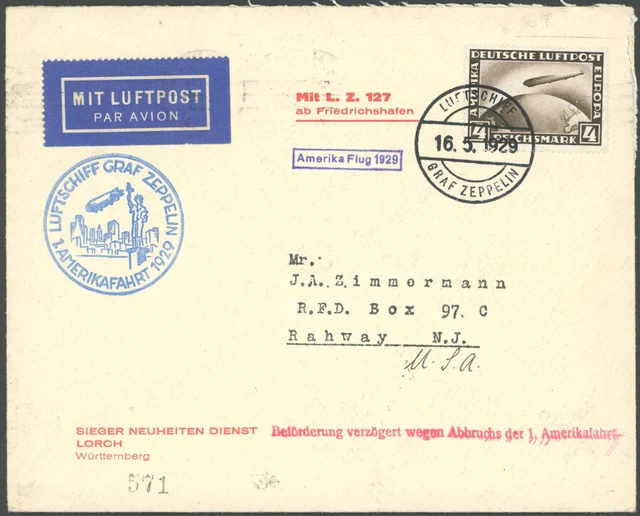 MIT LUFTPOST
PAR AVION
Mit L. Z. 127
ab Friedrichshafen
DEUTSCHE LUFTPOST
AMERIKA
EUROPA
4 REICHSMARK 4
LUFTSCHIFF
16. 5. 1929
GRAF ZEPPELIN
Amerika Flug 1929
LUFTSCHIFF GRAF ZEPPELIN
1. AMERIKAFAHRT 1929
Mr.
J.A. Zimmermann
R.F.D. Box 97. C
Rahway N.J.
U.S.A.
SIEGER NEUHEITEN DIENST
LORCH
Württemberg
Beförderung verzögert wegen Abbruchs der 1. Amerikafahrt.
571